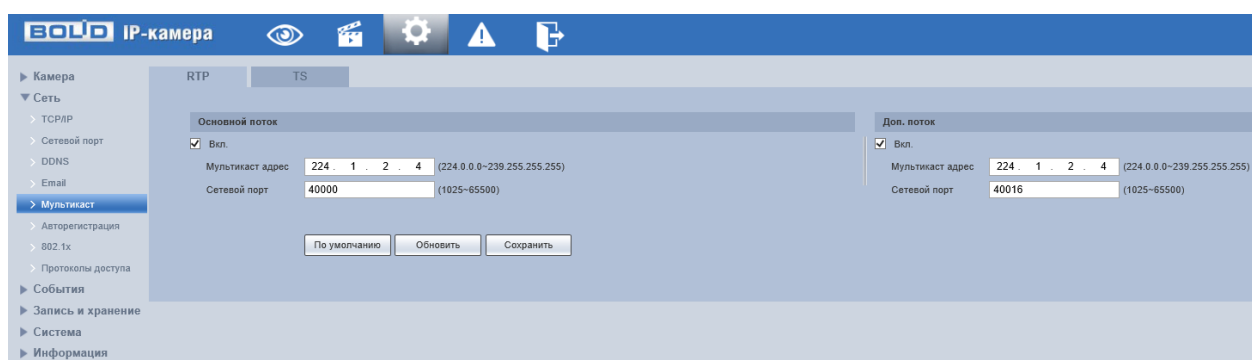 BOLID IP-камера
Камера
Сеть
TCP/IP
Сетевой порт
DDNS
Email
Мультикаст
Авторегистрация
802.1x
Протоколы доступа
События
Запись и хранение
Система
Информация
RTP TS
Основной поток
Вкл.
Мультикаст адрес 224. 1 . 2 . 4 (224.0.0.0~239.255.255.255)
Сетевой порт 40000 (1025~65500)
По умолчанию Обновить Сохранить
Доп. поток
Вкл.
Мультикаст адрес 224. 1 . 2 . 4 (224.0.0.0~239.255.255.255)
Сетевой порт 40016 (1025~65500)